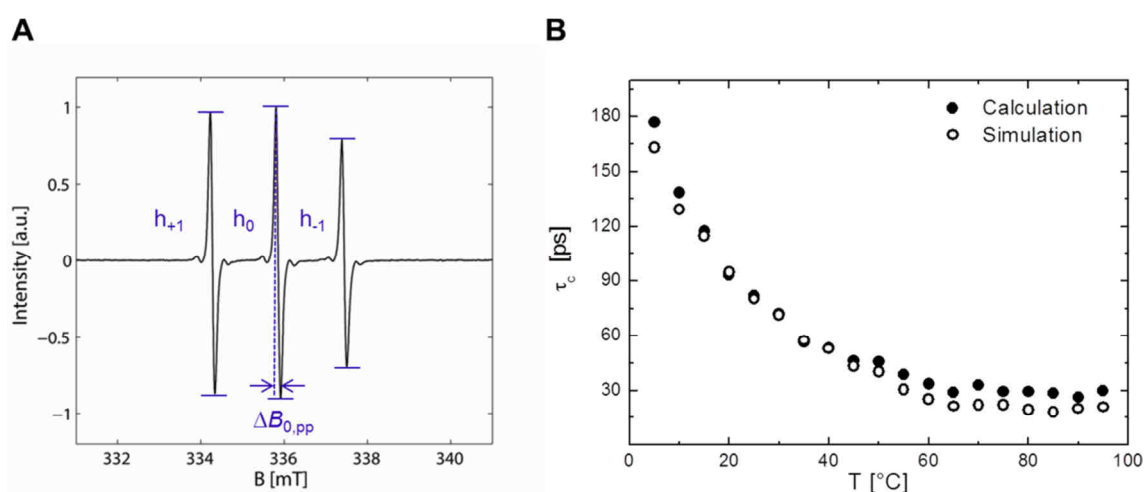 A
B
1
0.5
0
−0.5
−1
Intensity [a.u.]
h+1
h0
h-1
ΔB0,pp
332
334
336
338
340
B [mT]
180
150
120
90
60
30
τc [ps]
Calculation
Simulation
0
20
40
60
80
100
T [°C]